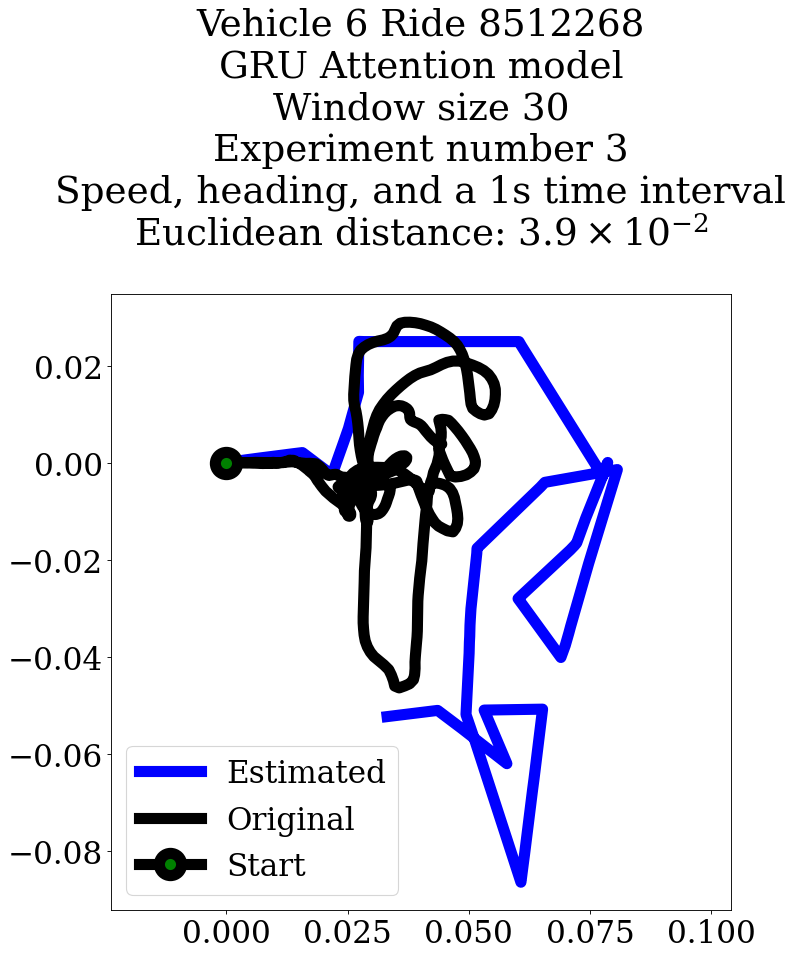 Vehicle 6 Ride 8512268
GRU Attention model
Window size 30
Experiment number 3
Speed, heading, and a 1s time interval
Euclidean distance: 3.9 × 10⁻²
0.02
0.00
−0.02
−0.04
−0.06
−0.08
Estimated
Original
Start
0.000 0.025 0.050 0.075 0.100